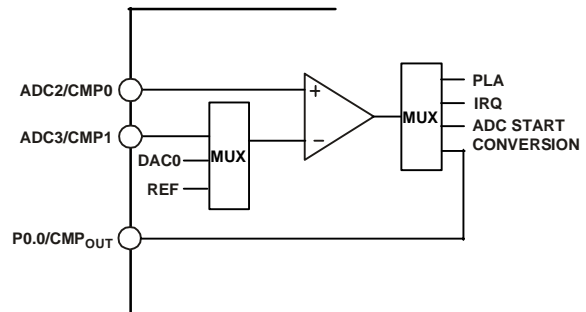 ADC2/CMP0
ADC3/CMP1
DAC0
REF
MUX
P0.0/CMPOUT
+
–
MUX
PLA
IRQ
ADC START
CONVERSION